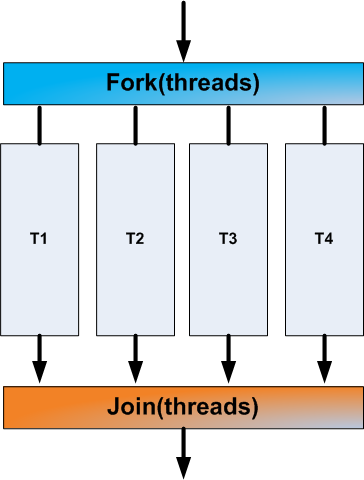 Fork(threads)
T1 T2 T3 T4
Join(threads)